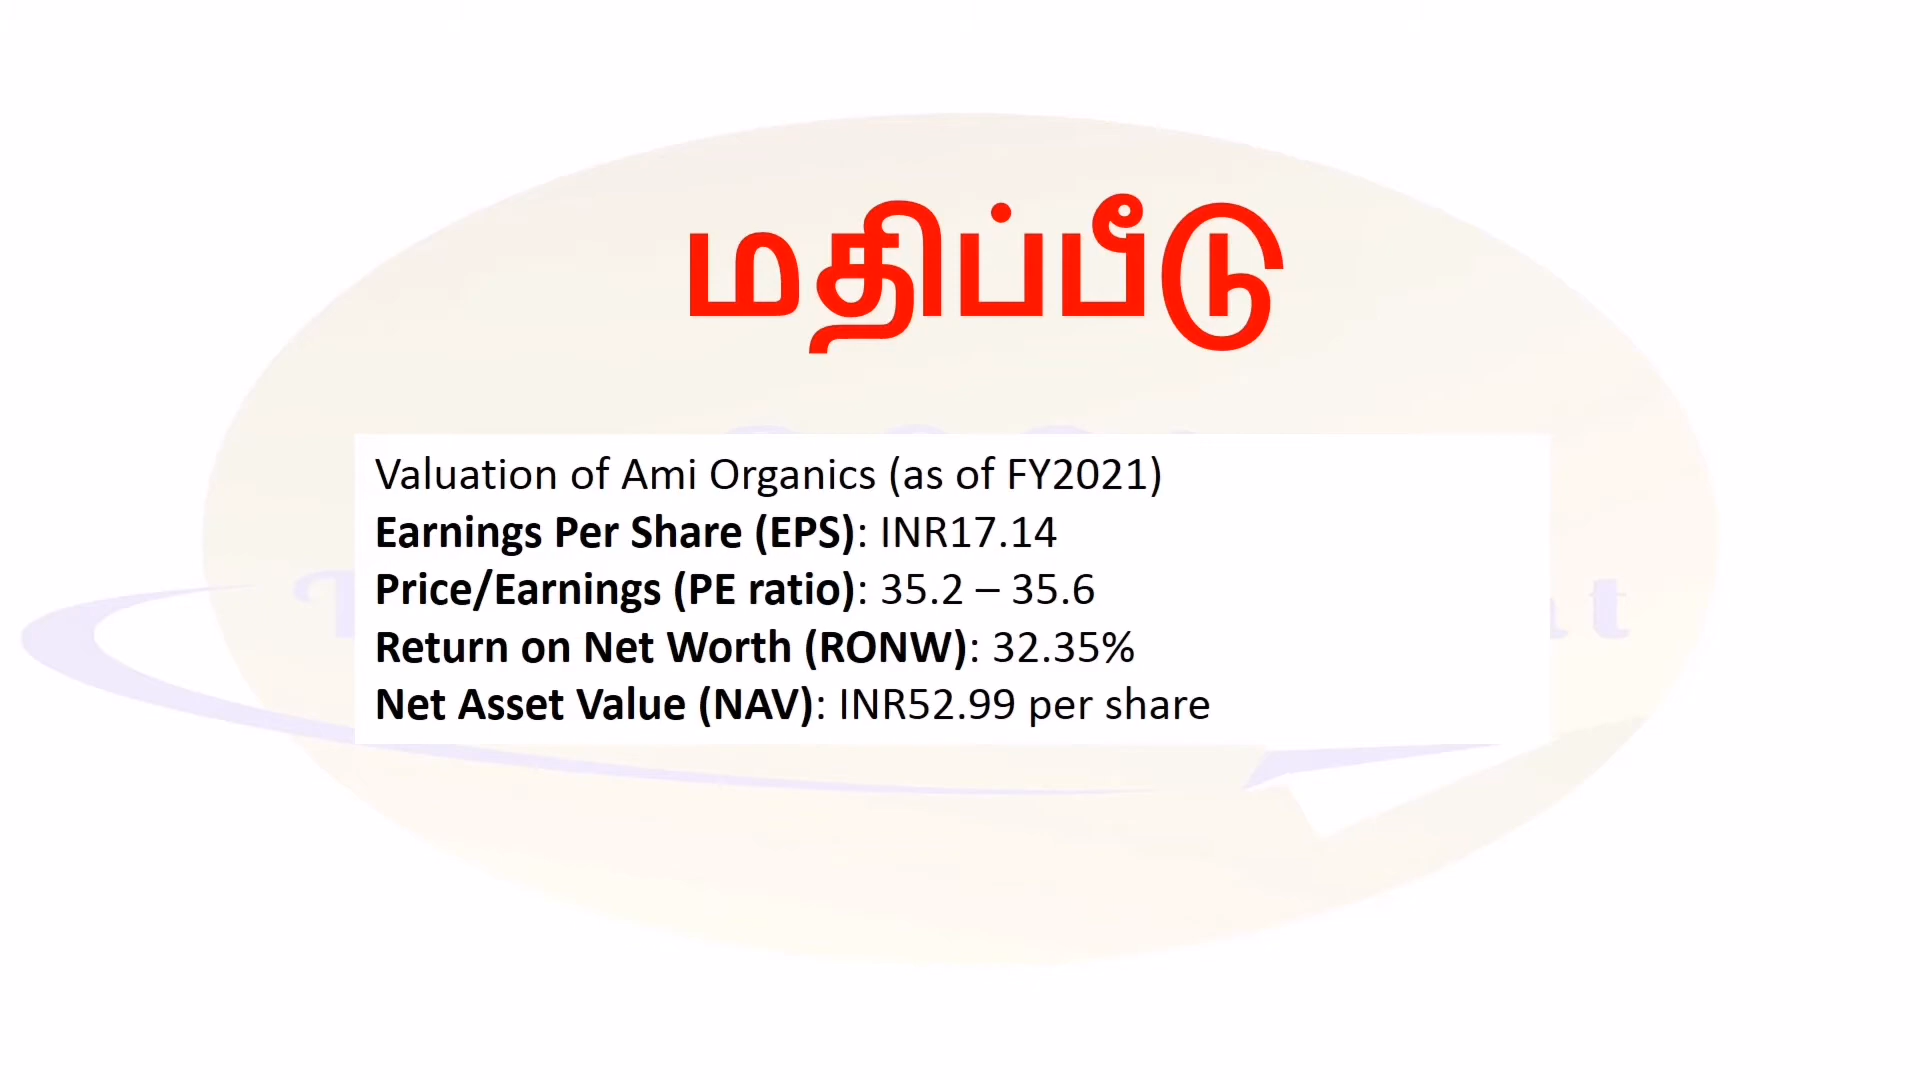 மதிப்பீடு
Valuation of Ami Organics (as of FY2021)
Earnings Per Share (EPS): INR17.14
Price/Earnings (PE ratio): 35.2 – 35.6
Return on Net Worth (RONW): 32.35%
Net Asset Value (NAV): INR52.99 per share